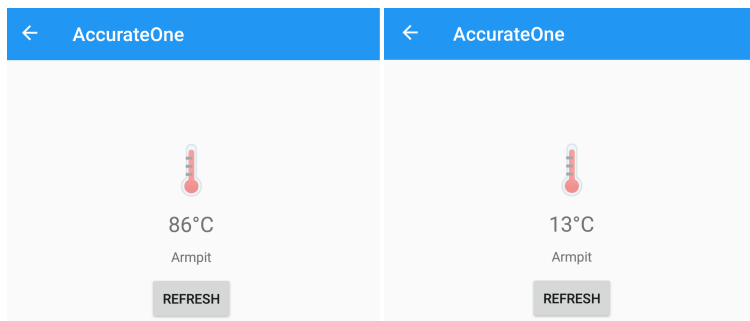 AccurateOne
86°C
Armpit
REFRESH
AccurateOne
13°C
Armpit
REFRESH